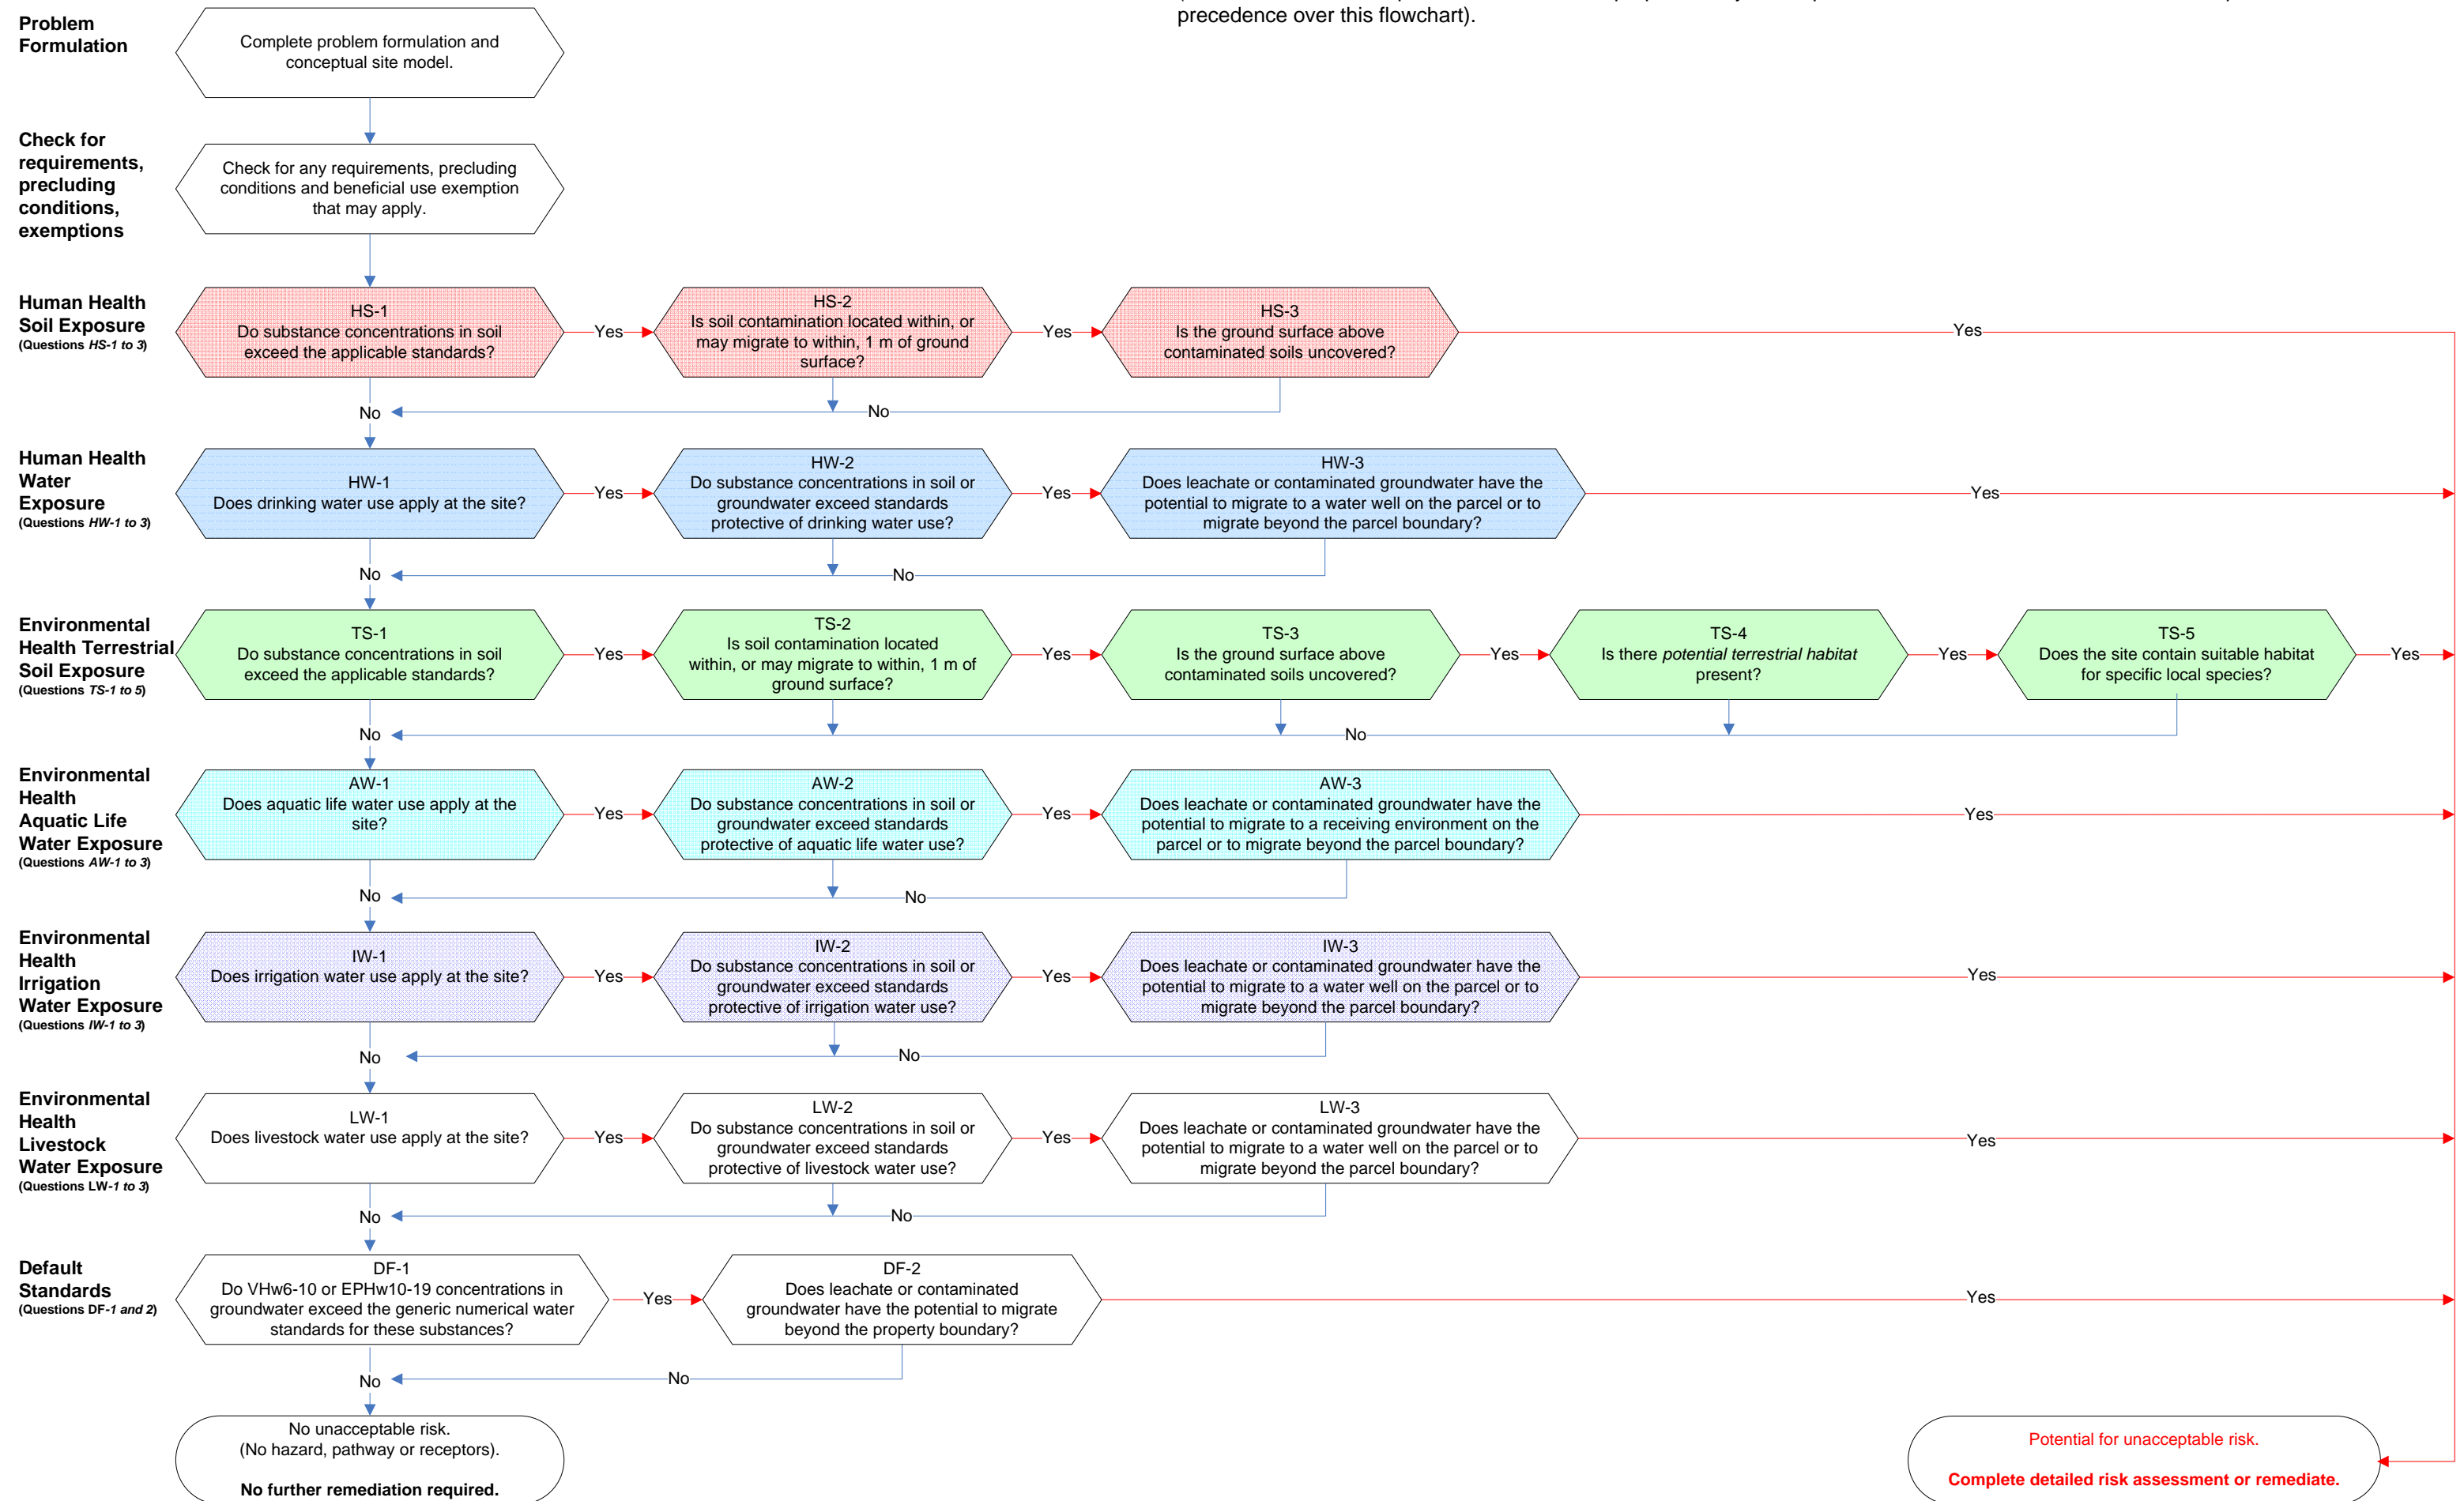 precedence over this flowchart).
Problem
Formulation
Complete problem formulation and
conceptual site model.
Check for
requirements,
precluding
conditions,
exemptions
Check for any requirements, precluding
conditions and beneficial use exemption
that may apply.
Human Health
Soil Exposure
(Questions HS-1 to 3)
HS-1
Do substance concentrations in soil
exceed the applicable standards?
Yes
HS-2
Is soil contamination located within, or
may migrate to within, 1 m of ground
surface?
Yes
HS-3
Is the ground surface above
contaminated soils uncovered?
Yes
No
No
Human Health
Water
Exposure
(Questions HW-1 to 3)
HW-1
Does drinking water use apply at the site?
Yes
HW-2
Do substance concentrations in soil or
groundwater exceed standards
protective of drinking water use?
Yes
HW-3
Does leachate or contaminated groundwater have the
potential to migrate to a water well on the parcel or to
migrate beyond the parcel boundary?
Yes
No
No
Environmental
Health Terrestrial
Soil Exposure
(Questions TS-1 to 5)
TS-1
Do substance concentrations in soil
exceed the applicable standards?
Yes
TS-2
Is soil contamination located
within, or may migrate to within, 1 m of
ground surface?
Yes
TS-3
Is the ground surface above
contaminated soils uncovered?
Yes
TS-4
Is there potential terrestrial habitat
present?
Yes
TS-5
Does the site contain suitable habitat
for specific local species?
Yes
No
No
Environmental
Health
Aquatic Life
Water Exposure
(Questions AW-1 to 3)
AW-1
Does aquatic life water use apply at the
site?
Yes
AW-2
Do substance concentrations in soil or
groundwater exceed standards
protective of aquatic life water use?
Yes
AW-3
Does leachate or contaminated groundwater have the
potential to migrate to a receiving environment on the
parcel or to migrate beyond the parcel boundary?
Yes
No
No
Environmental
Health
Irrigation
Water Exposure
(Questions IW-1 to 3)
IW-1
Does irrigation water use apply at the site?
Yes
IW-2
Do substance concentrations in soil or
groundwater exceed standards
protective of irrigation water use?
Yes
IW-3
Does leachate or contaminated groundwater have the
potential to migrate to a water well on the parcel or to
migrate beyond the parcel boundary?
Yes
No
No
Environmental
Health
Livestock
Water Exposure
(Questions LW-1 to 3)
LW-1
Does livestock water use apply at the site?
Yes
LW-2
Do substance concentrations in soil or
groundwater exceed standards
protective of livestock water use?
Yes
LW-3
Does leachate or contaminated groundwater have the
potential to migrate to a water well on the parcel or to
migrate beyond the parcel boundary?
Yes
No
No
Default
Standards
(Questions DF-1 and 2)
DF-1
Do VHw6-10 or EPHw10-19 concentrations in
groundwater exceed the generic numerical water
standards for these substances?
Yes
DF-2
Does leachate or contaminated
groundwater have the potential to migrate
beyond the property boundary?
Yes
No
No
No unacceptable risk.
(No hazard, pathway or receptors).
No further remediation required.
Potential for unacceptable risk.
Complete detailed risk assessment or remediate.